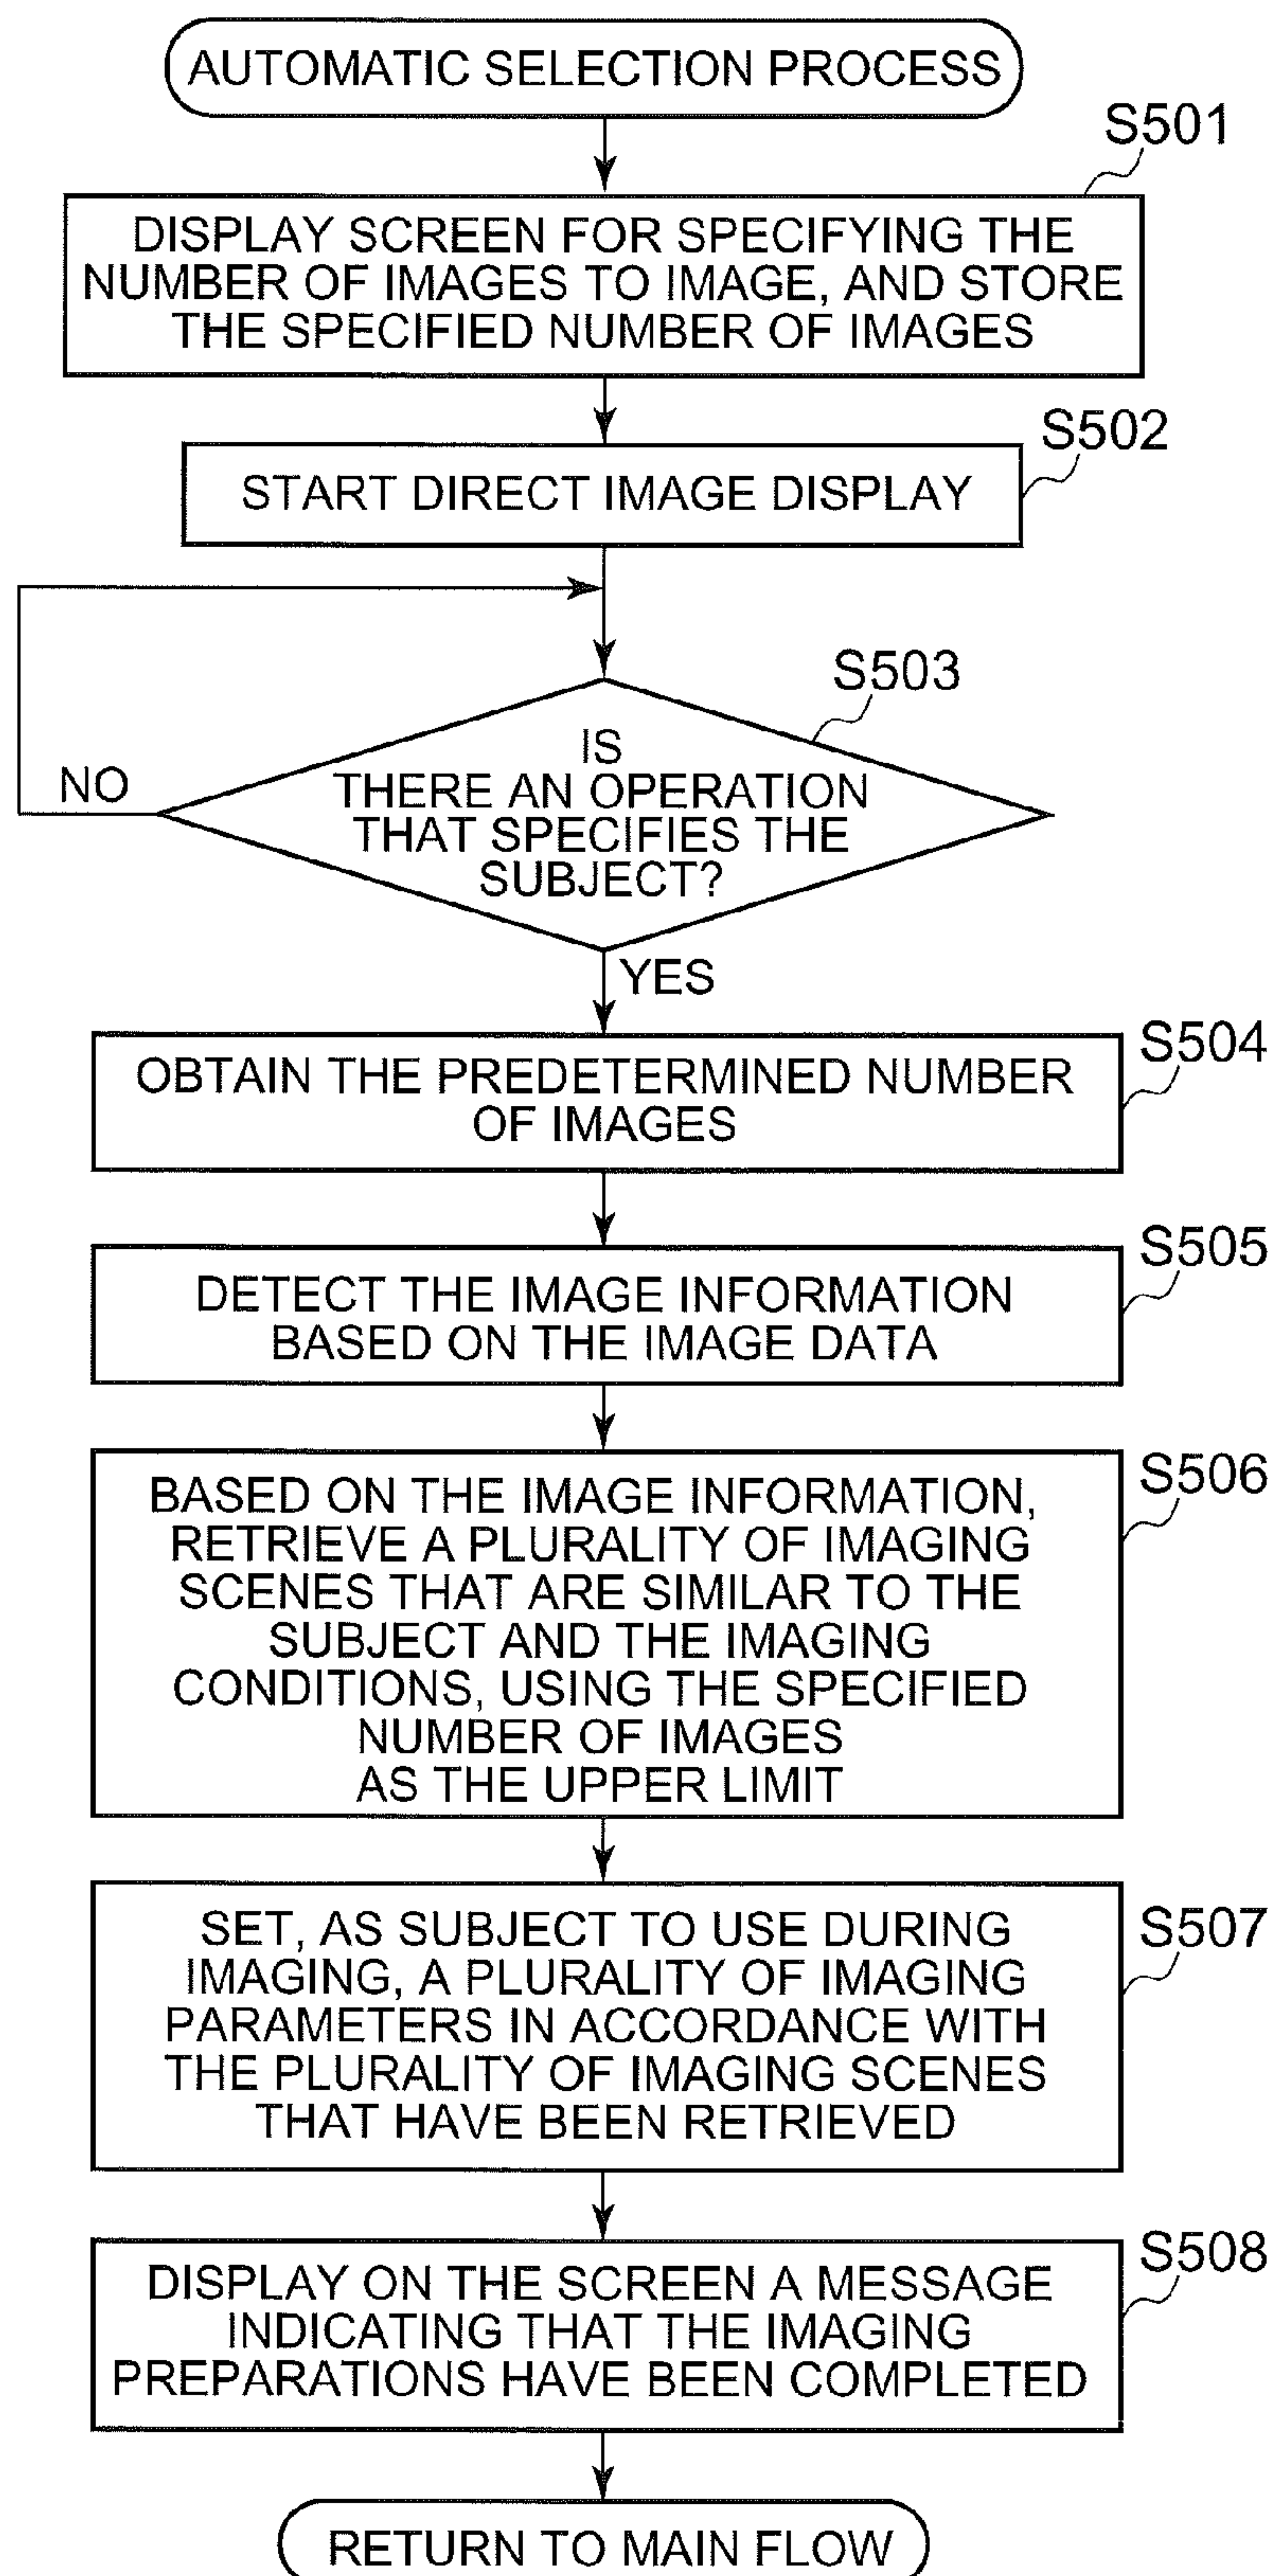 AUTOMATIC SELECTION PROCESS
S501
DISPLAY SCREEN FOR SPECIFYING THE
NUMBER OF IMAGES TO IMAGE, AND STORE
THE SPECIFIED NUMBER OF IMAGES
S502
START DIRECT IMAGE DISPLAY
S503
IS
THERE AN OPERATION
THAT SPECIFIES THE
SUBJECT?
NO
YES
S504
OBTAIN THE PREDETERMINED NUMBER
OF IMAGES
S505
DETECT THE IMAGE INFORMATION
BASED ON THE IMAGE DATA
S506
BASED ON THE IMAGE INFORMATION,
RETRIEVE A PLURALITY OF IMAGING
SCENES THAT ARE SIMILAR TO THE
SUBJECT AND THE IMAGING
CONDITIONS, USING THE SPECIFIED
NUMBER OF IMAGES
AS THE UPPER LIMIT
S507
SET, AS SUBJECT TO USE DURING
IMAGING, A PLURALITY OF IMAGING
PARAMETERS IN ACCORDANCE WITH
THE PLURALITY OF IMAGING SCENES
THAT HAVE BEEN RETRIEVED
S508
DISPLAY ON THE SCREEN A MESSAGE
INDICATING THAT THE IMAGING
PREPARATIONS HAVE BEEN COMPLETED
RETURN TO MAIN FLOW